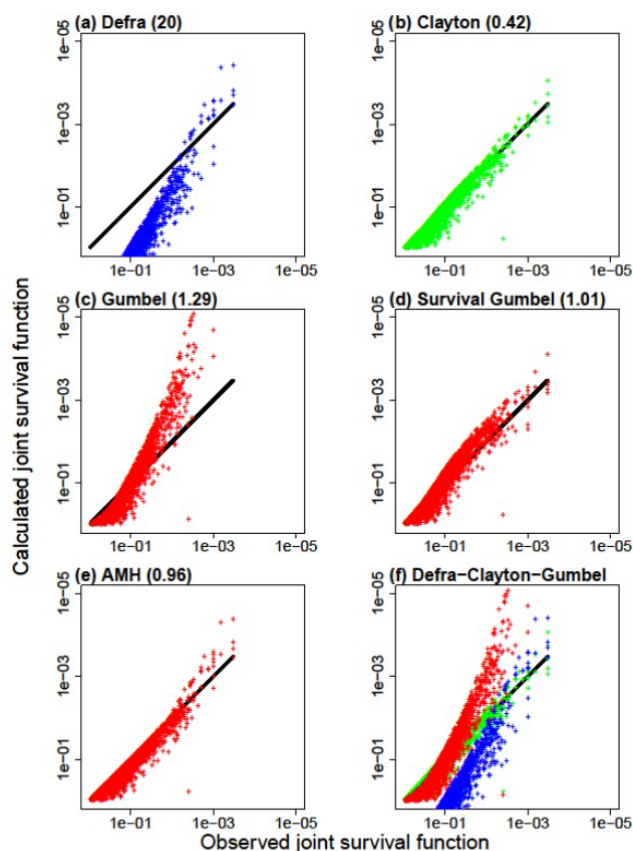 (a) Defra (20)
(b) Clayton (0.42)
1e-05
1e-03
1e-01
1e-05
1e-03
1e-01
1e-01 1e-03 1e-05
1e-01 1e-03 1e-05
(c) Gumbel (1.29)
(d) Survival Gumbel (1.01)
1e-05
1e-03
1e-01
1e-05
1e-03
1e-01
1e-01 1e-03 1e-05
1e-01 1e-03 1e-05
(e) AMH (0.96)
(f) Defra−Clayton−Gumbel
1e-05
1e-03
1e-01
1e-05
1e-03
1e-01
1e-01 1e-03 1e-05
1e-01 1e-03 1e-05
Calculated joint survival function
Observed joint survival function